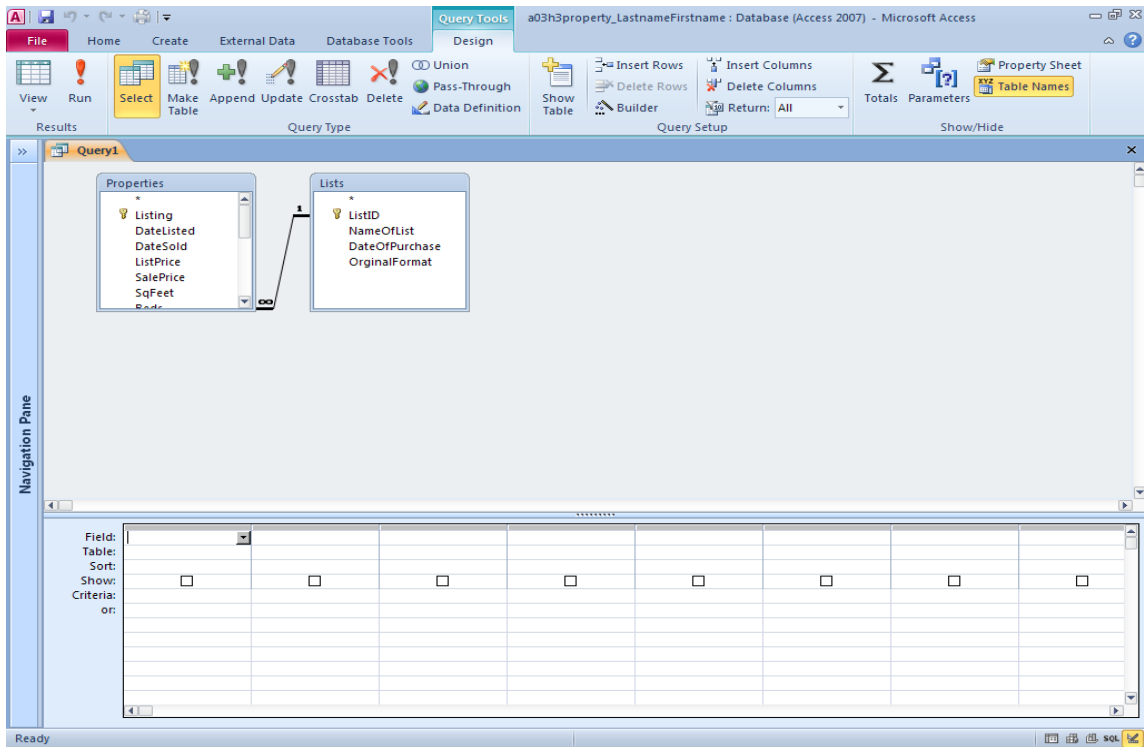 A Query Tools a03h3property_LastnameFirstname : Database (Access 2007) - Microsoft Access
File Home Create External Data Database Tools Design
View Run Select Make Table Append Update Crosstab Delete Union Pass-Through Data Definition Show Table Insert Rows Delete Rows Builder Insert Columns Delete Columns Return: All Totals Parameters Property Sheet Table Names
Results Query Type Query Setup Show/Hide
Query1
Properties
*
Listing
DateListed
DateSold
ListPrice
SalePrice
SqFeet
Beds
1
∞
Lists
*
ListID
NameOfList
DateOfPurchase
OrginalFormat
Navigation Pane
Field:
Table:
Sort:
Show:
Criteria:
or:
Ready SQL